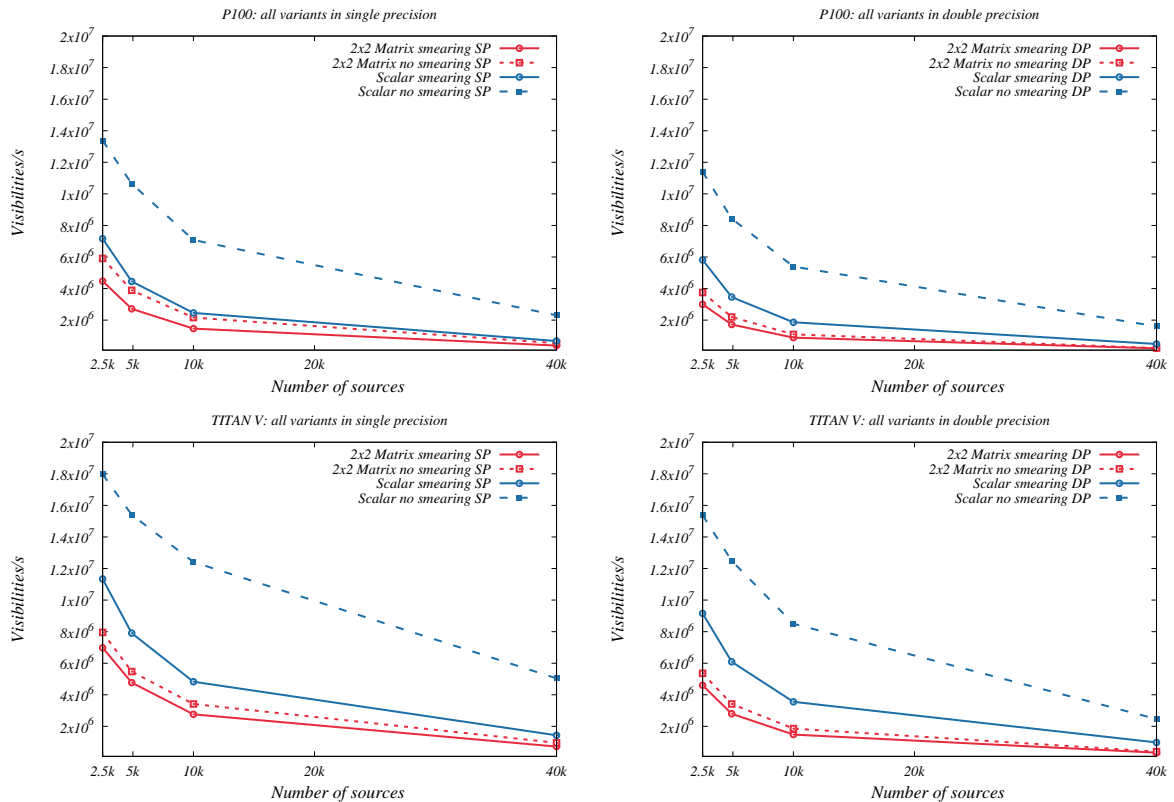 P100: all variants in single precision
2x10^7
1.8x10^7
1.6x10^7
1.4x10^7
1.2x10^7
1x10^7
8x10^6
6x10^6
4x10^6
2x10^6
Visibilities/s
2x2 Matrix smearing SP
2x2 Matrix no smearing SP
Scalar smearing SP
Scalar no smearing SP
2.5k 5k 10k 20k 40k
Number of sources
P100: all variants in double precision
2x10^7
1.8x10^7
1.6x10^7
1.4x10^7
1.2x10^7
1x10^7
8x10^6
6x10^6
4x10^6
2x10^6
Visibilities/s
2x2 Matrix smearing DP
2x2 Matrix no smearing DP
Scalar smearing DP
Scalar no smearing DP
2.5k 5k 10k 20k 40k
Number of sources
TITAN V: all variants in single precision
2x10^7
1.8x10^7
1.6x10^7
1.4x10^7
1.2x10^7
1x10^7
8x10^6
6x10^6
4x10^6
2x10^6
Visibilities/s
2x2 Matrix smearing SP
2x2 Matrix no smearing SP
Scalar smearing SP
Scalar no smearing SP
2.5k 5k 10k 20k 40k
Number of sources
TITAN V: all variants in double precision
2x10^7
1.8x10^7
1.6x10^7
1.4x10^7
1.2x10^7
1x10^7
8x10^6
6x10^6
4x10^6
2x10^6
Visibilities/s
2x2 Matrix smearing DP
2x2 Matrix no smearing DP
Scalar smearing DP
Scalar no smearing DP
2.5k 5k 10k 20k 40k
Number of sources